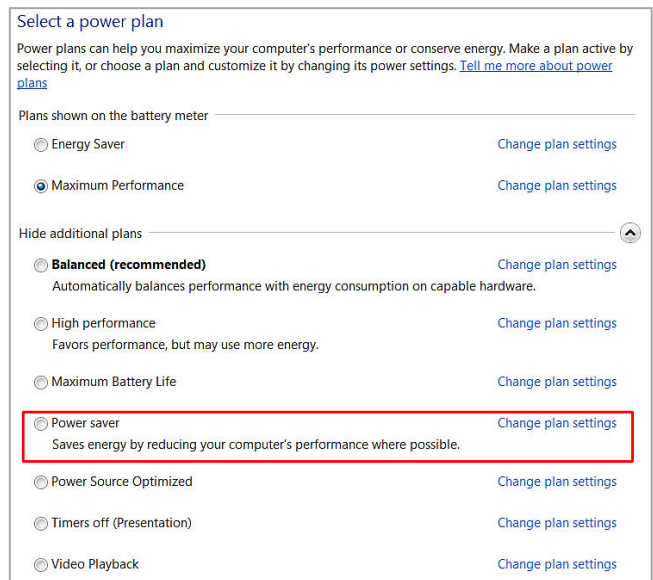 Select a power plan
Power plans can help you maximize your computer's performance or conserve energy. Make a plan active by
selecting it, or choose a plan and customize it by changing its power settings. Tell me more about power
plans
Plans shown on the battery meter
Energy Saver Change plan settings
Maximum Performance Change plan settings
Hide additional plans
Balanced (recommended) Change plan settings
Automatically balances performance with energy consumption on capable hardware.
High performance Change plan settings
Favors performance, but may use more energy.
Maximum Battery Life Change plan settings
Power saver Change plan settings
Saves energy by reducing your computer's performance where possible.
Power Source Optimized Change plan settings
Timers off (Presentation) Change plan settings
Video Playback Change plan settings